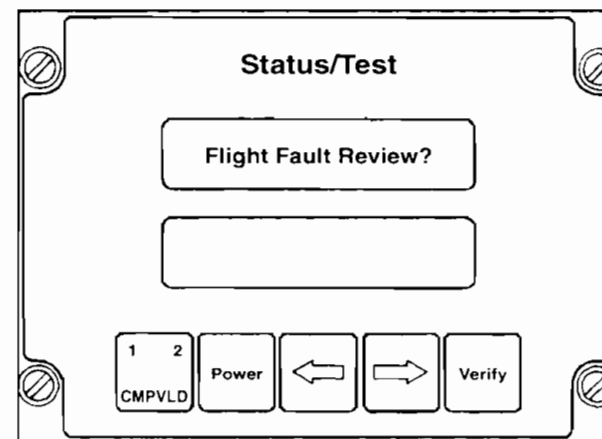 Status/Test
Flight Fault Review?
1 2
CMPVLD
Power
Verify